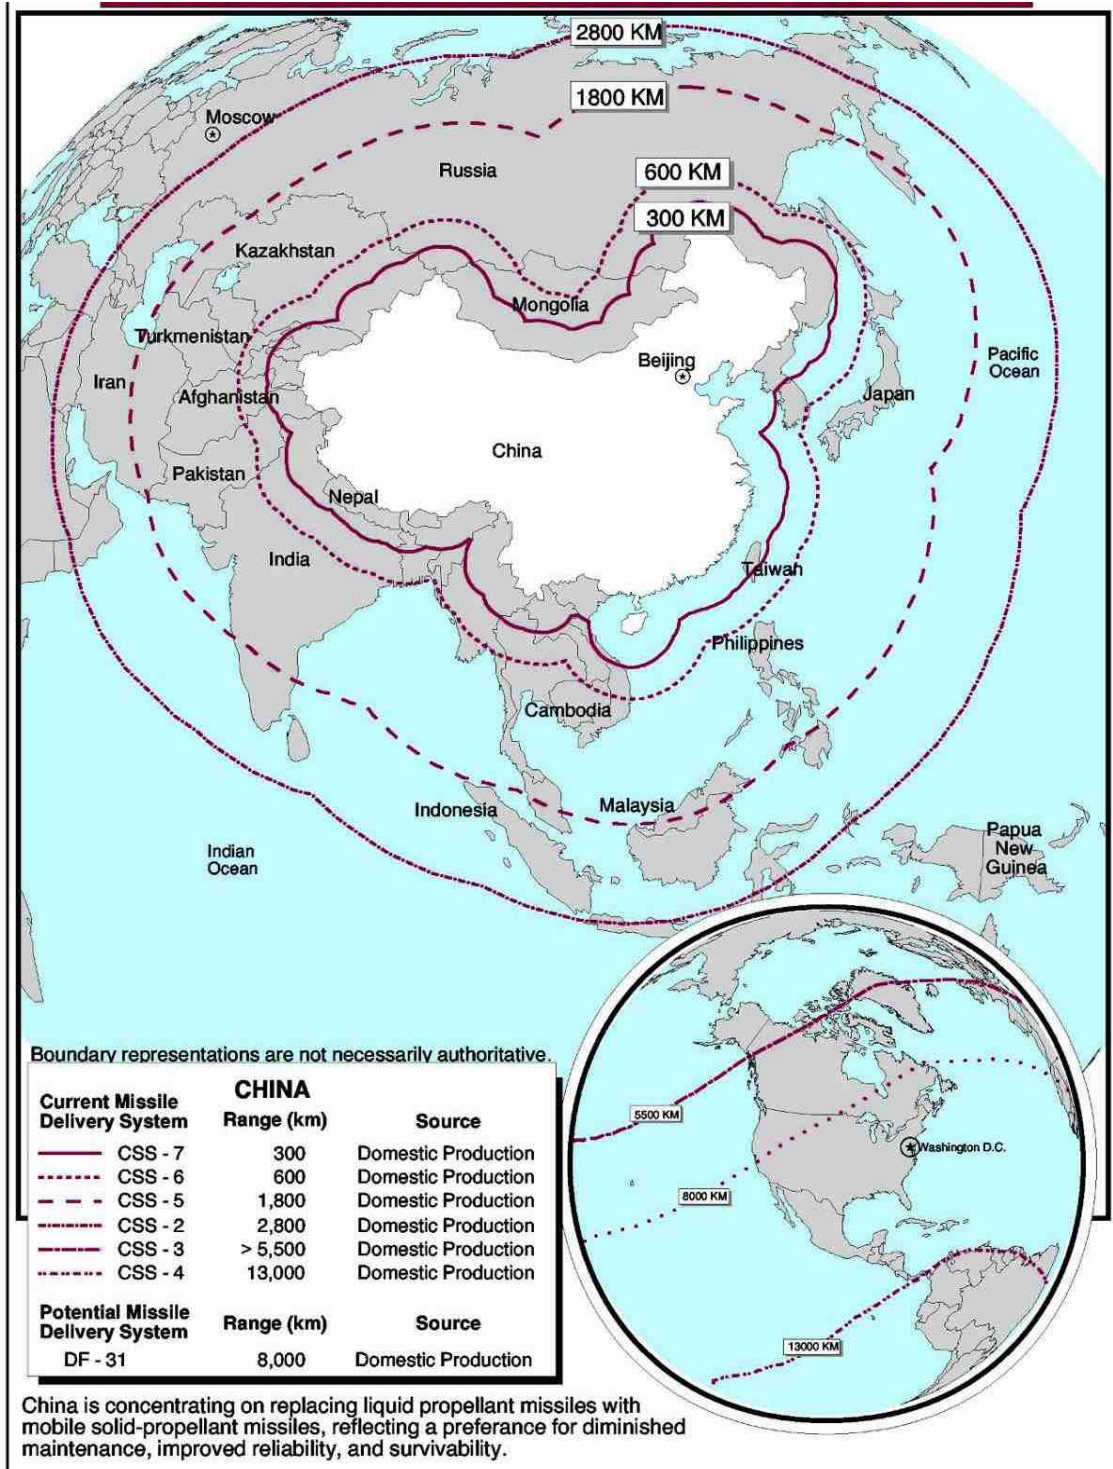 2800 KM
1800 KM
Moscow
Russia
600 KM
300 KM
Kazakhstan
Mongolia
Turkmenistan
Beijing
Pacific
Ocean
Iran
Afghanistan
Japan
China
Pakistan
Nepal
India
Taiwan
Philippines
Cambodia
Indonesia
Malaysia
Indian
Ocean
Papua
New
Guinea
5500 KM
Washington D.C.
8000 KM
13000 KM
Boundary representations are not necessarily authoritative.
CHINA
Current Missile
Delivery System Range (km) Source
CSS - 7 300 Domestic Production
CSS - 6 600 Domestic Production
CSS - 5 1,800 Domestic Production
CSS - 2 2,800 Domestic Production
CSS - 3 > 5,500 Domestic Production
CSS - 4 13,000 Domestic Production
Potential Missile
Delivery System Range (km) Source
DF - 31 8,000 Domestic Production
China is concentrating on replacing liquid propellant missiles with
mobile solid-propellant missiles, reflecting a preferance for diminished
maintenance, improved reliability, and survivability.